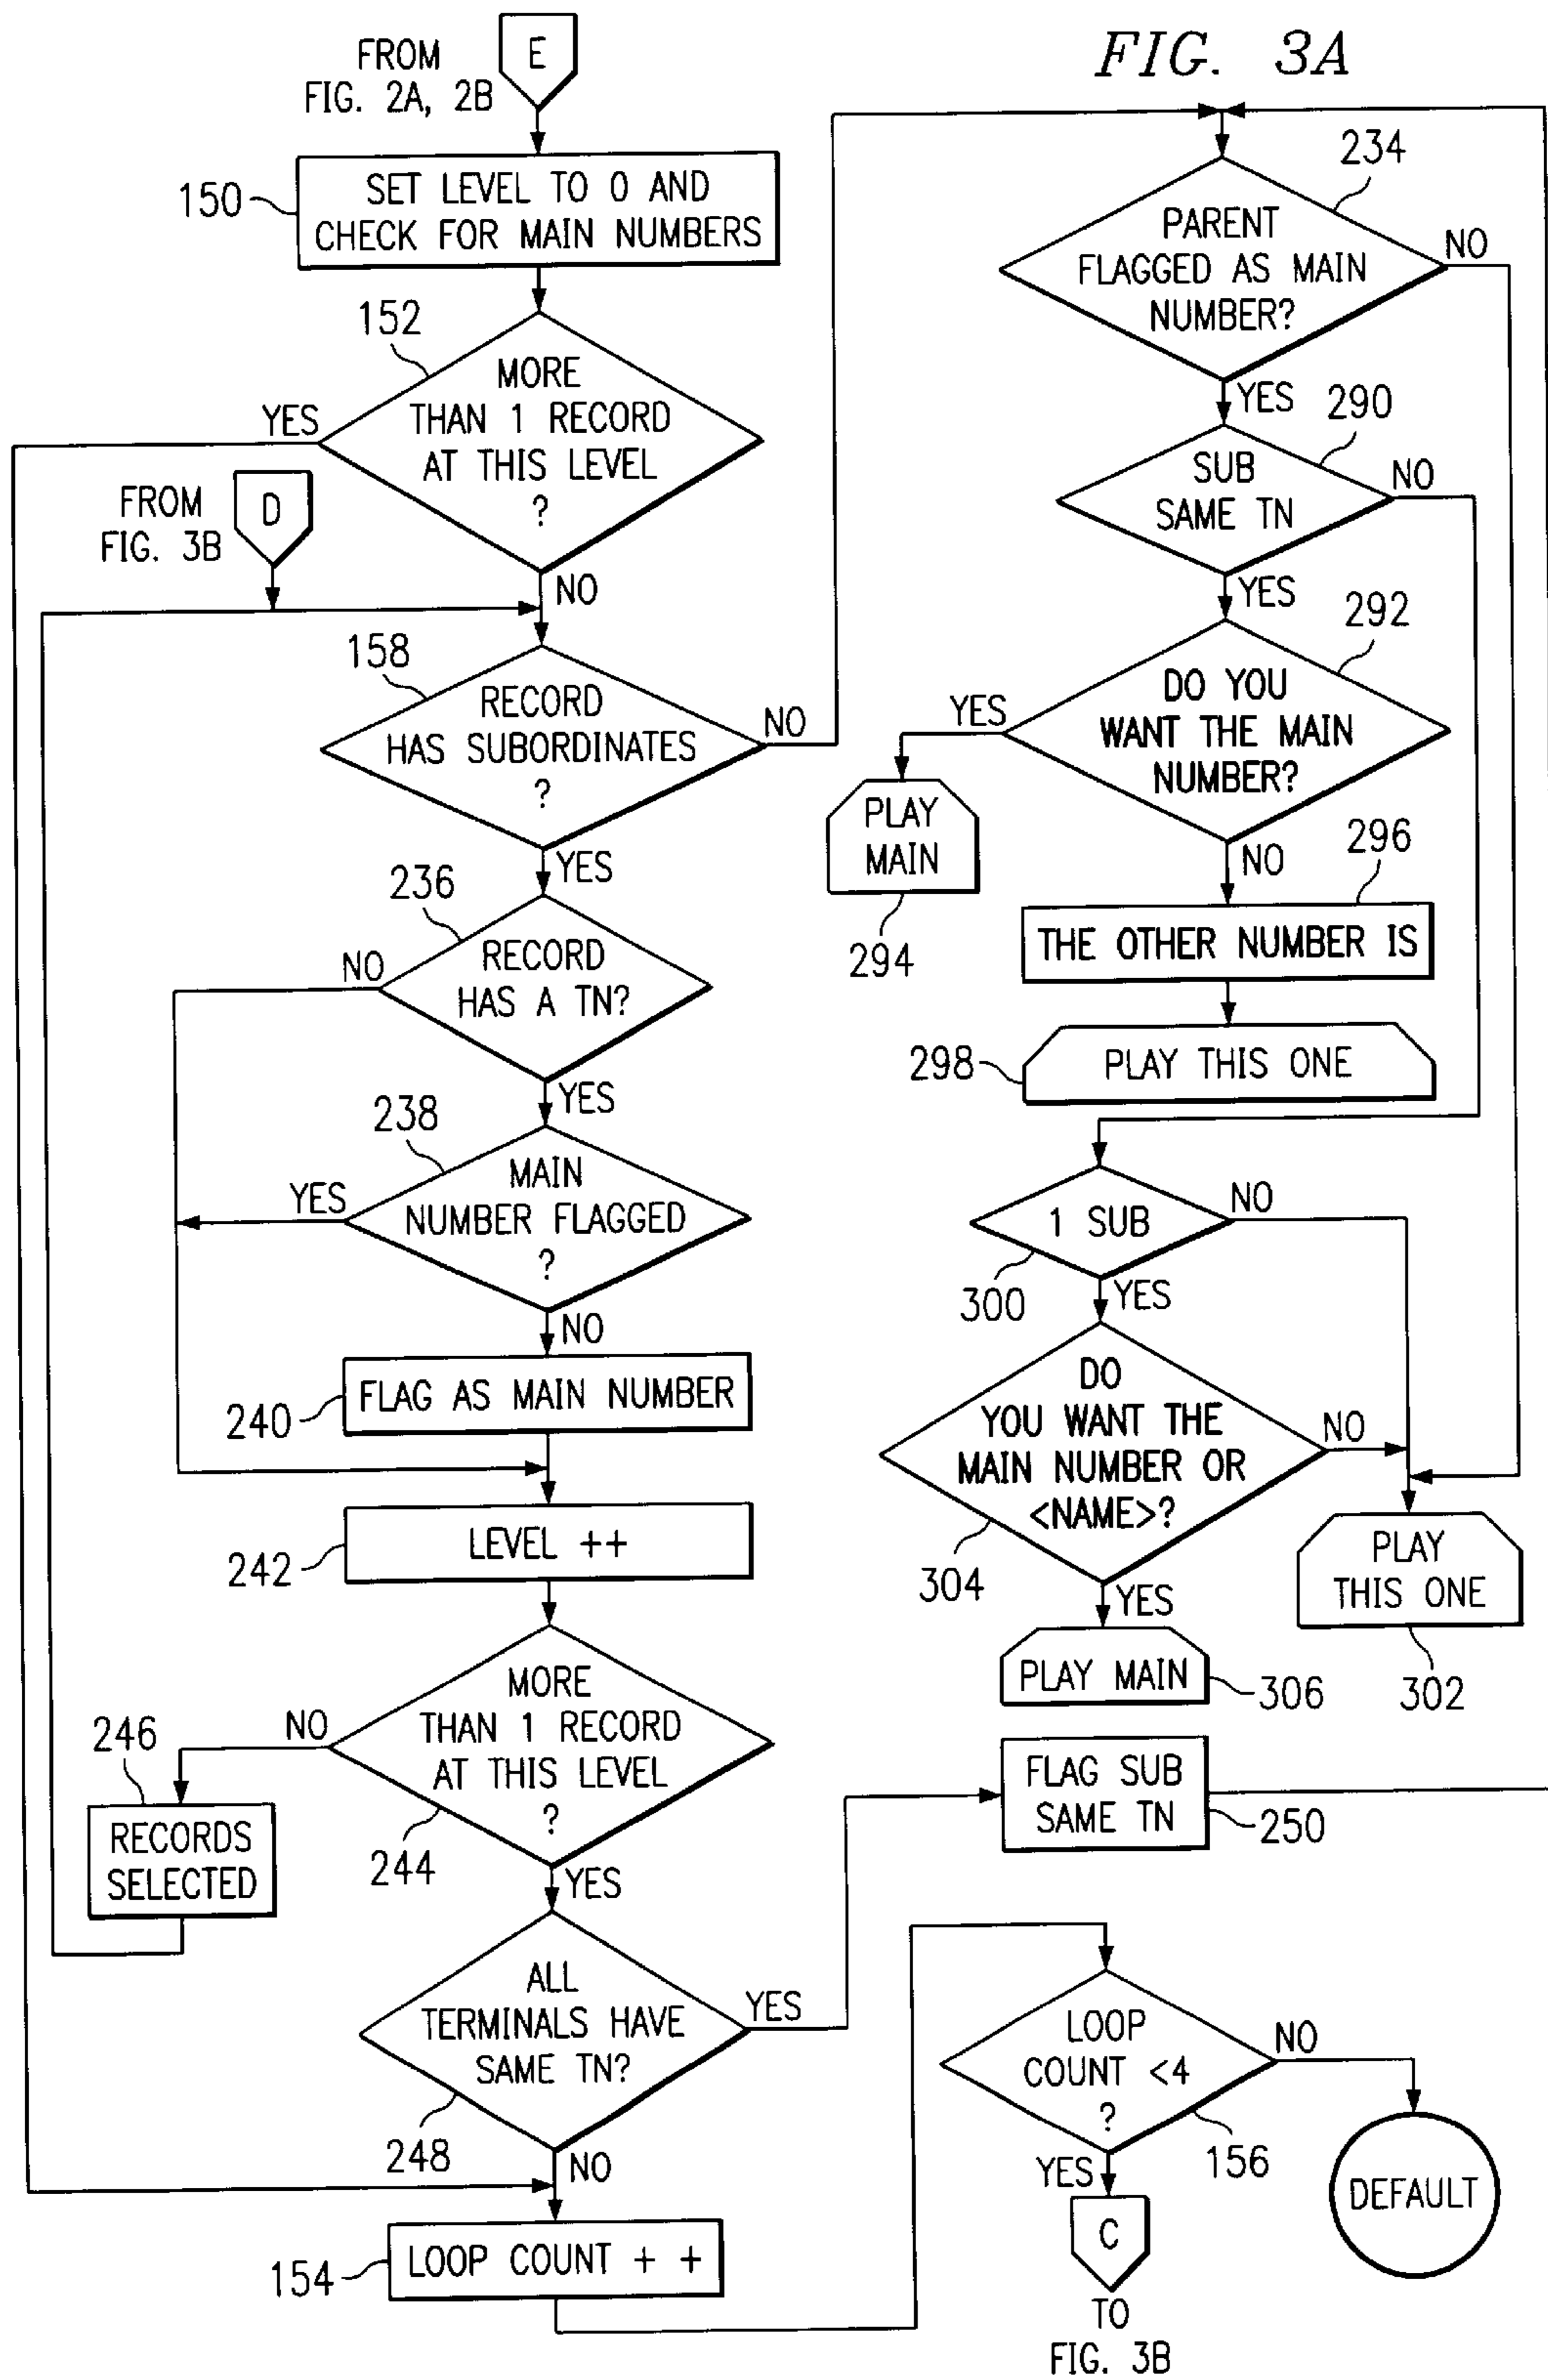 FIG. 3A
FROM
FIG. 2A, 2B
E
150
SET LEVEL TO 0 AND
CHECK FOR MAIN NUMBERS
152
MORE
THAN 1 RECORD
AT THIS LEVEL
?
YES
NO
FROM
FIG. 3B
D
158
RECORD
HAS SUBORDINATES
?
NO
YES
236
RECORD
HAS A TN?
NO
YES
238
MAIN
NUMBER FLAGGED
?
YES
NO
240
FLAG AS MAIN NUMBER
242
LEVEL ++
MORE
THAN 1 RECORD
AT THIS LEVEL
?
244
NO
YES
246
RECORDS
SELECTED
ALL
TERMINALS HAVE
SAME TN?
248
YES
NO
154
LOOP COUNT + +
234
PARENT
FLAGGED AS MAIN
NUMBER?
NO
YES
290
SUB
SAME TN
NO
YES
292
DO YOU
WANT THE MAIN
NUMBER?
YES
NO
PLAY
MAIN
294
296
THE OTHER NUMBER IS
298
PLAY THIS ONE
1 SUB
300
NO
YES
DO
YOU WANT THE
MAIN NUMBER OR
<NAME>?
304
NO
YES
PLAY
THIS ONE
302
PLAY MAIN
306
FLAG SUB
SAME TN
250
LOOP
COUNT <4
?
156
NO
YES
DEFAULT
C
TO
FIG. 3B